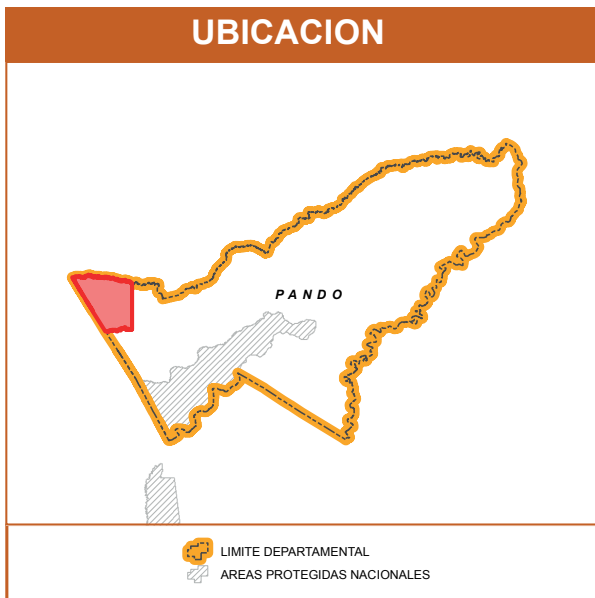 UBICACION
PANDO
LIMITE DEPARTAMENTAL
AREAS PROTEGIDAS NACIONALES